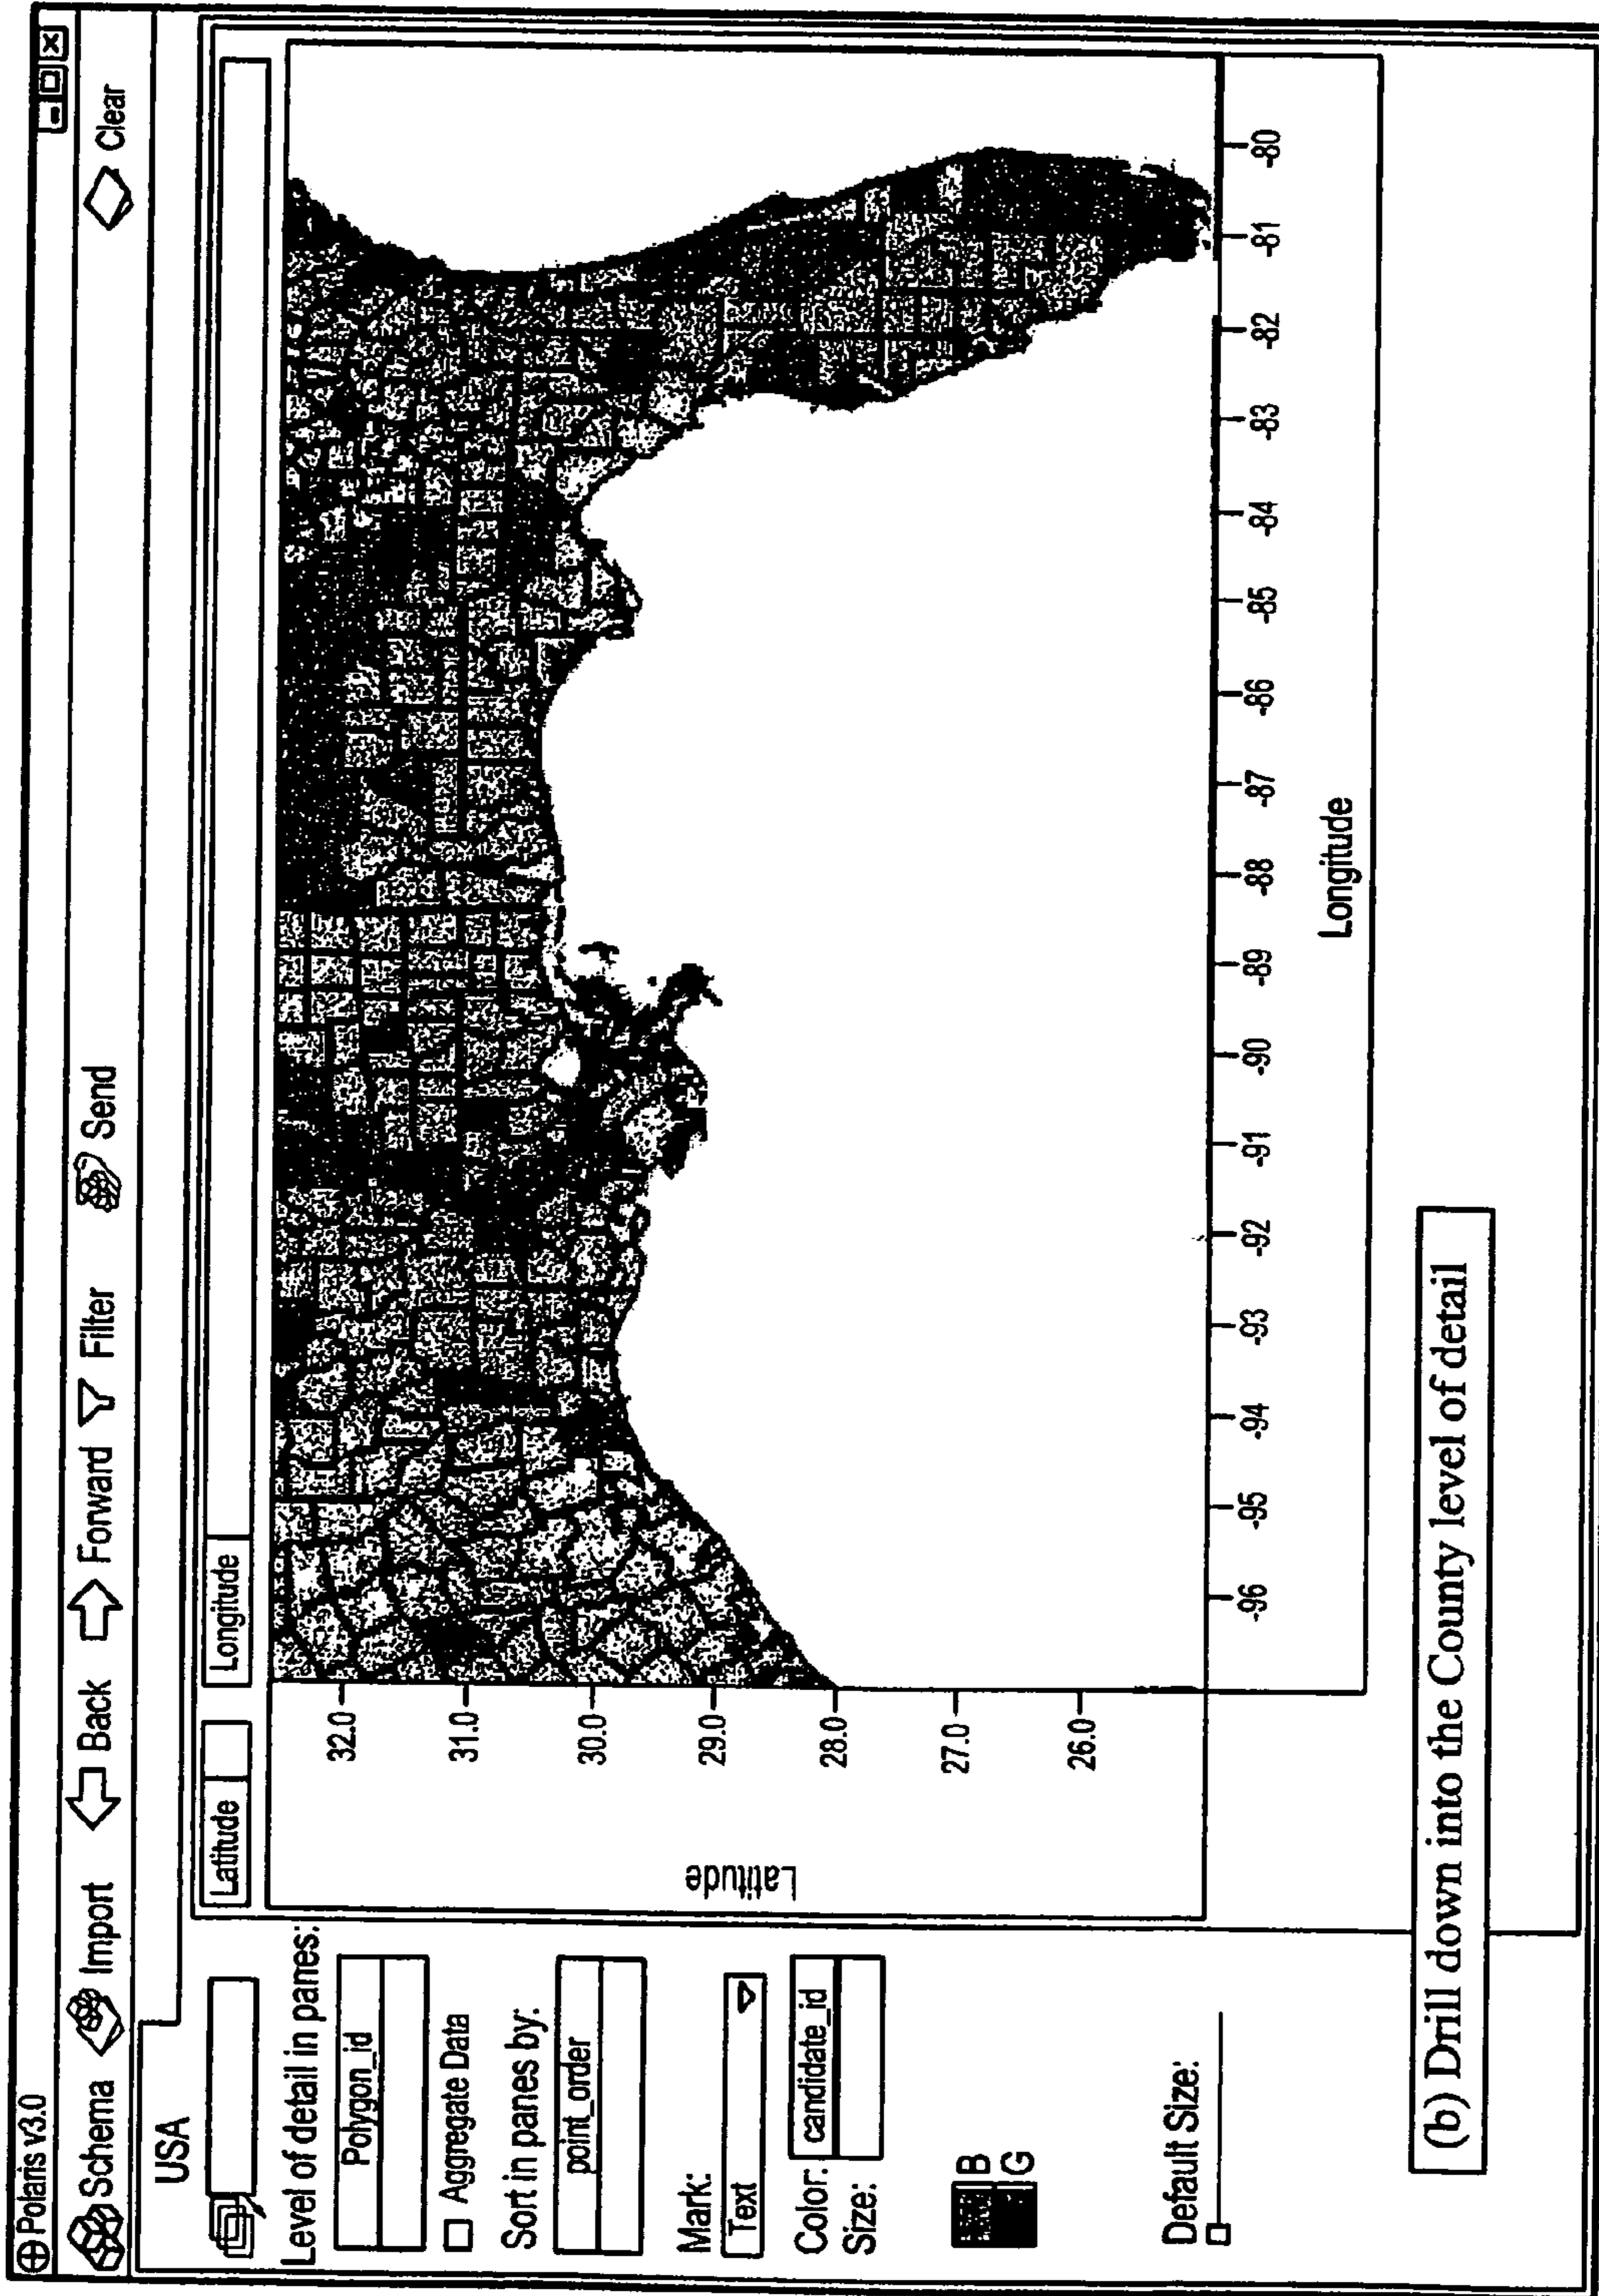 Polaris v3.0
Schema Import Back Forward Filter Send Clear
USA
Latitude Longitude
Level of detail in panes:
Polygon_id
Aggregate Data
Sort in panes by:
point_order
Mark:
Text
Color: candidate_id
Size:
B
G
Default Size:
Latitude
32.0
31.0
30.0
29.0
28.0
27.0
26.0
-96 -95 -94 -93 -92 -91 -90 -89 -88 -87 -86 -85 -84 -83 -82 -81 -80
Longitude
(b) Drill down into the County level of detail